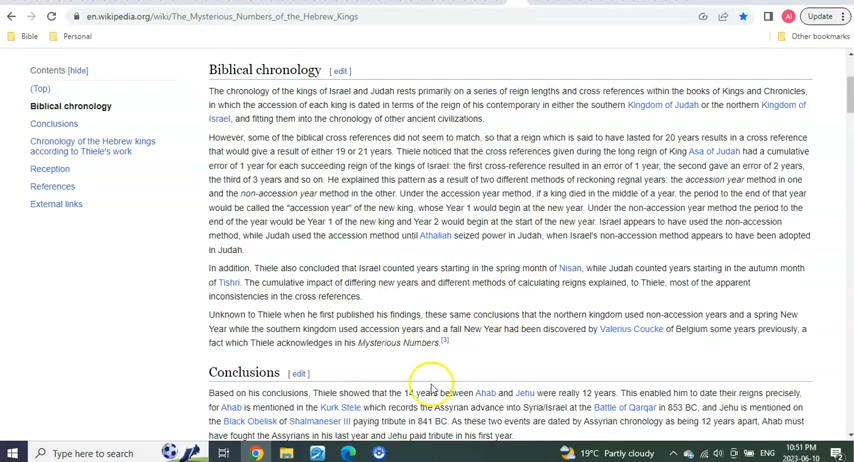 en.wikipedia.org/wiki/The_Mysterious_Numbers_of_the_Hebrew_Kings
AI
Update
Bible
Personal
Other bookmarks
Contents [hide]
(Top)
Biblical chronology
Conclusions
Chronology of the Hebrew kings
according to Thiele's work
Reception
References
External links
Biblical chronology [ edit ]
The chronology of the kings of Israel and Judah rests primarily on a series of reign lengths and cross references within the books of Kings and Chronicles,
in which the accession of each king is dated in terms of the reign of his contemporary in either the southern Kingdom of Judah or the northern Kingdom of
Israel, and fitting them into the chronology of other ancient civilizations.
However, some of the biblical cross references did not seem to match, so that a reign which is said to have lasted for 20 years results in a cross reference
that would give a result of either 19 or 21 years. Thiele noticed that the cross references given during the long reign of King Asa of Judah had a cumulative
error of 1 year for each succeeding reign of the kings of Israel: the first cross-reference resulted in an error of 1 year, the second gave an error of 2 years,
the third of 3 years and so on. He explained this pattern as a result of two different methods of reckoning regnal years: the accession year method in one
and the non-accession year method in the other. Under the accession year method, if a king died in the middle of a year, the period to the end of that year
would be called the "accession year" of the new king, whose Year 1 would begin at the new year. Under the non-accession year method the period to the
end of the year would be Year 1 of the new king and Year 2 would begin at the start of the new year. Israel appears to have used the non-accession
method, while Judah used the accession method until Athaliah seized power in Judah, when Israel's non-accession method appears to have been adopted
in Judah.
In addition, Thiele also concluded that Israel counted years starting in the spring month of Nisan, while Judah counted years starting in the autumn month
of Tishri. The cumulative impact of differing new years and different methods of calculating reigns explained, to Thiele, most of the apparent
inconsistencies in the cross references.
Unknown to Thiele when he first published his findings, these same conclusions that the northern kingdom used non-accession years and a spring New
Year while the southern kingdom used accession years and a fall New Year had been discovered by Valerius Coucke of Belgium some years previously, a
fact which Thiele acknowledges in his Mysterious Numbers.[3]
Conclusions [ edit ]
Based on his conclusions, Thiele showed that the 14 years between Ahab and Jehu were really 12 years. This enabled him to date their reigns precisely,
for Ahab is mentioned in the Kurk Stele which records the Assyrian advance into Syria/Israel at the Battle of Qarqar in 853 BC, and Jehu is mentioned on
the Black Obelisk of Shalmaneser III paying tribute in 841 BC. As these two events are dated by Assyrian chronology as being 12 years apart, Ahab must
have fought the Assyrians in his last year and Jehu paid tribute in his first year.
Type here to search
19°C Partly cloudy
ENG
10:51 PM
2023-06-10
2